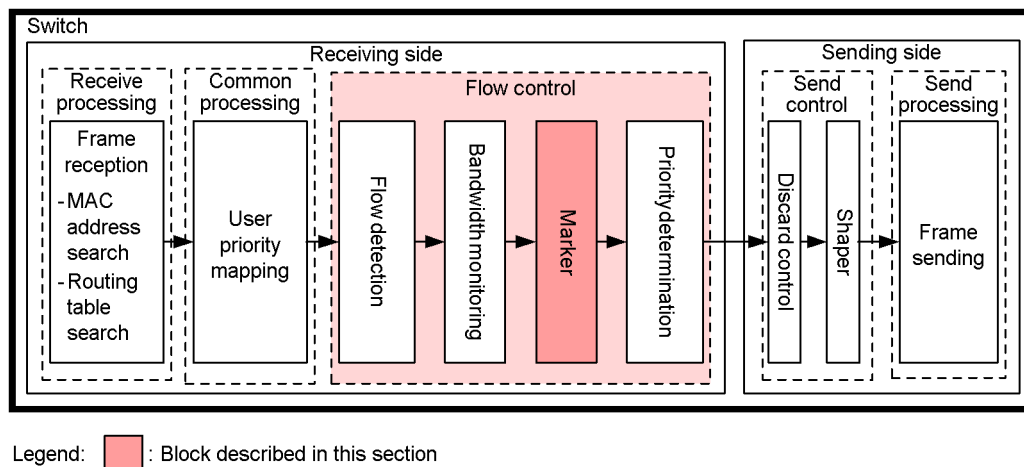 Switch
Receiving side
Receive
processing
Frame
reception
- MAC
address
search
- Routing
table
search
Common
processing
User
priority
mapping
Flow control
Flow detection
Bandwidth monitoring
Marker
Priority determination
Sending side
Send
control
Discard control
Shaper
Send
processing
Frame
sending
Legend: : Block described in this section